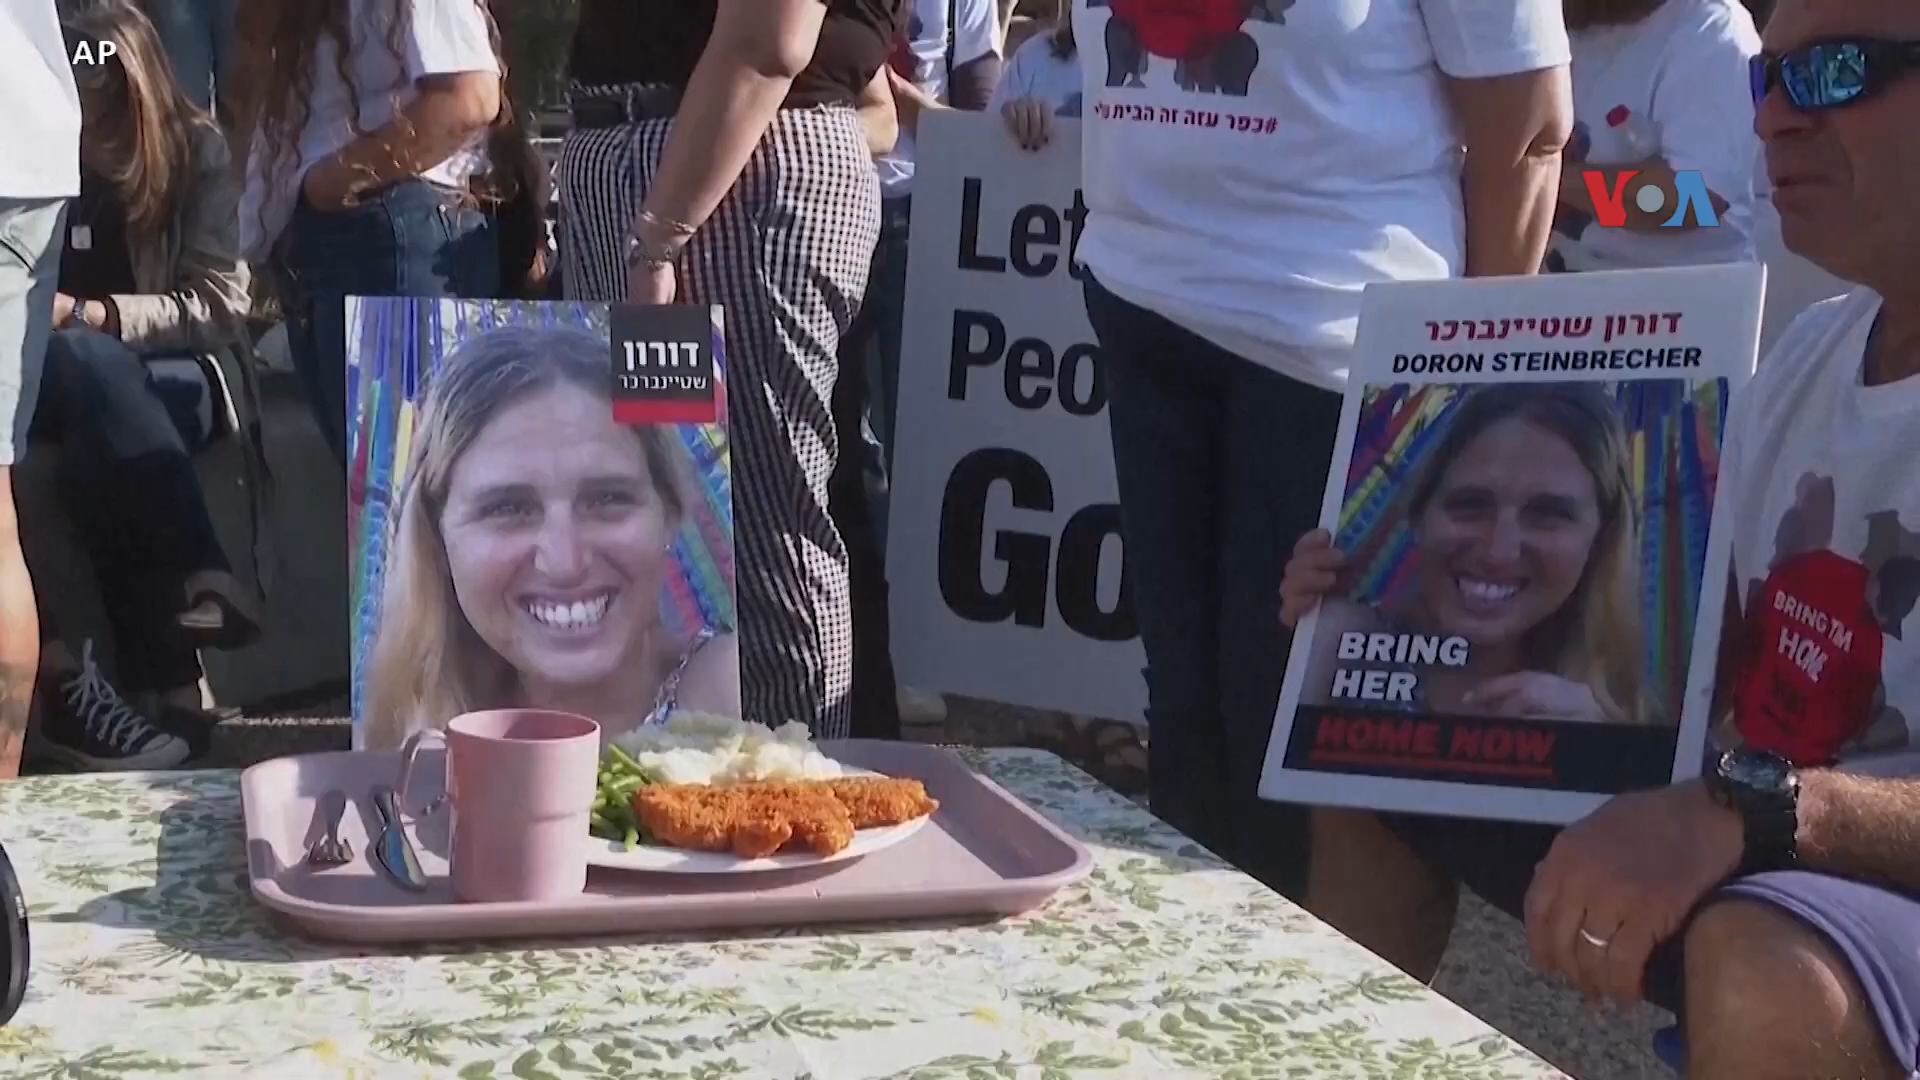 AP
#כפר עזה זה הבית
VOA
Let
Peo
Go
דורון
שטיינברכר
דורון שטיינברכר
DORON STEINBRECHER
BRING
HER
HOME NOW
BRING
HOME